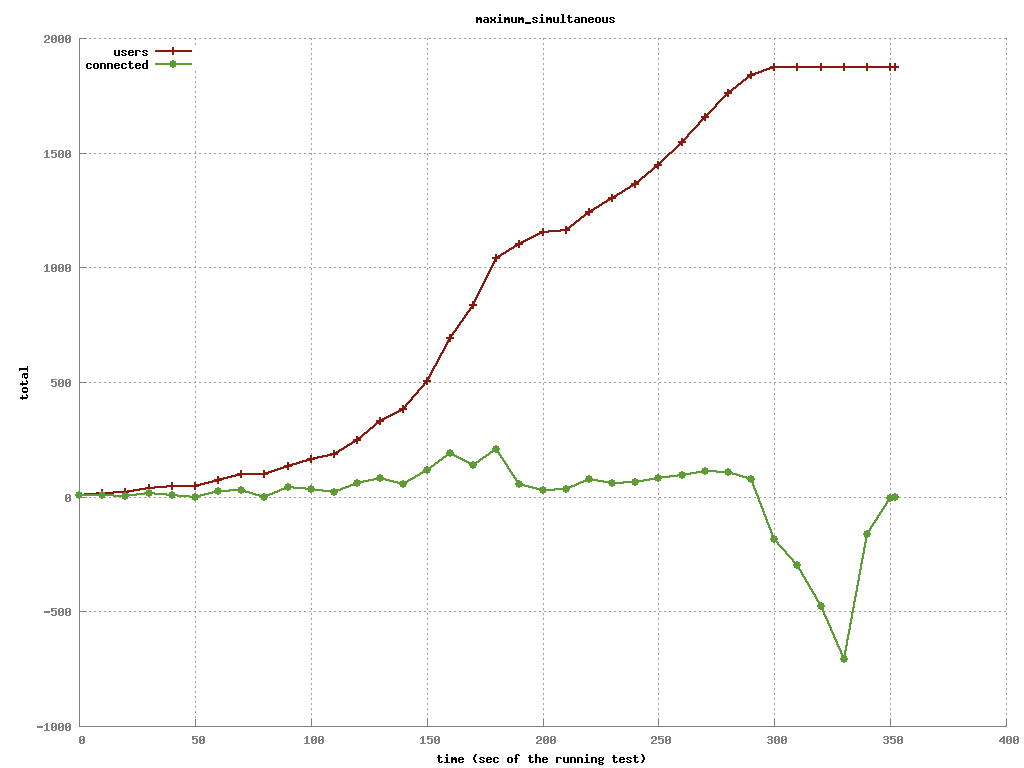 maximum_simultaneous
users
connected
2000
1500
1000
500
0
-500
-1000
total
0 50 100 150 200 250 300 350 400
time (sec of the running test)